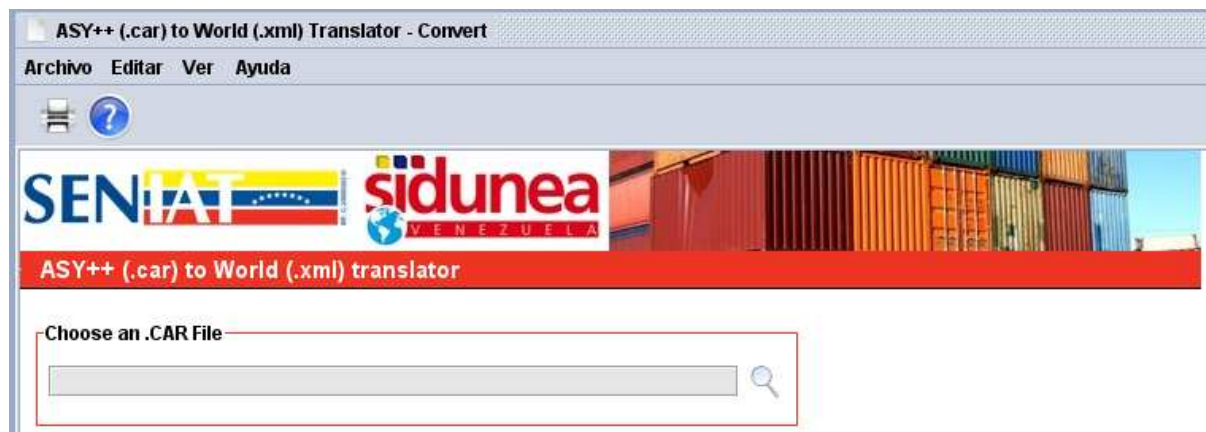 ASY++ (.car) to World (.xml) Translator - Convert
Archivo Editar Ver Ayuda
SENIAT
sidunea
VENEZUELA
ASY++ (.car) to World (.xml) translator
Choose an .CAR File